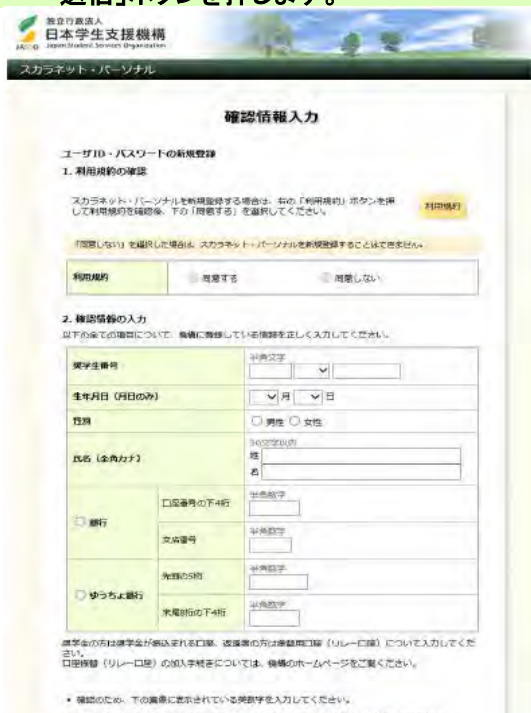 送信」ボタンを押します。
独立行政法人
日本学生支援機構
JASSO Japan Student Services Organization
スカラネット・パーソナル
確認情報入力
ユーザID・パスワードの新規登録
1. 利用規約の確認
スカラネット・パーソナルを新規登録する場合は、右の「利用規約」ボタンを押
して利用規約を確認後、下の「同意する」を選択してください。
利用規約
「同意しない」を選択した場合は、スカラネット・パーソナルを新規登録することはできません。
利用規約 同意する 同意しない
2. 確認情報の入力
以下の全ての項目について、機構に登録している情報を正しく入力してください。
奨学生番号
半角文字
生年月日（月日のみ） 月 日
性別 男性 女性
氏名（全角カナ）
30文字以内
姓
名
銀行
口座番号の下4桁
半角数字
支店番号
半角数字
ゆうちょ銀行
先頭の5桁
半角数字
末尾8桁の下4桁
半角数字
奨学金の方は奨学金が振込まれる口座、返還者の方は振替用口座（リレー口座）について入力してくだ
さい。
口座振替（リレー口座）の加入手続きについては、機構のホームページをご覧ください。
• 確認のため、下の画像に表示されている英数字を入力してください。